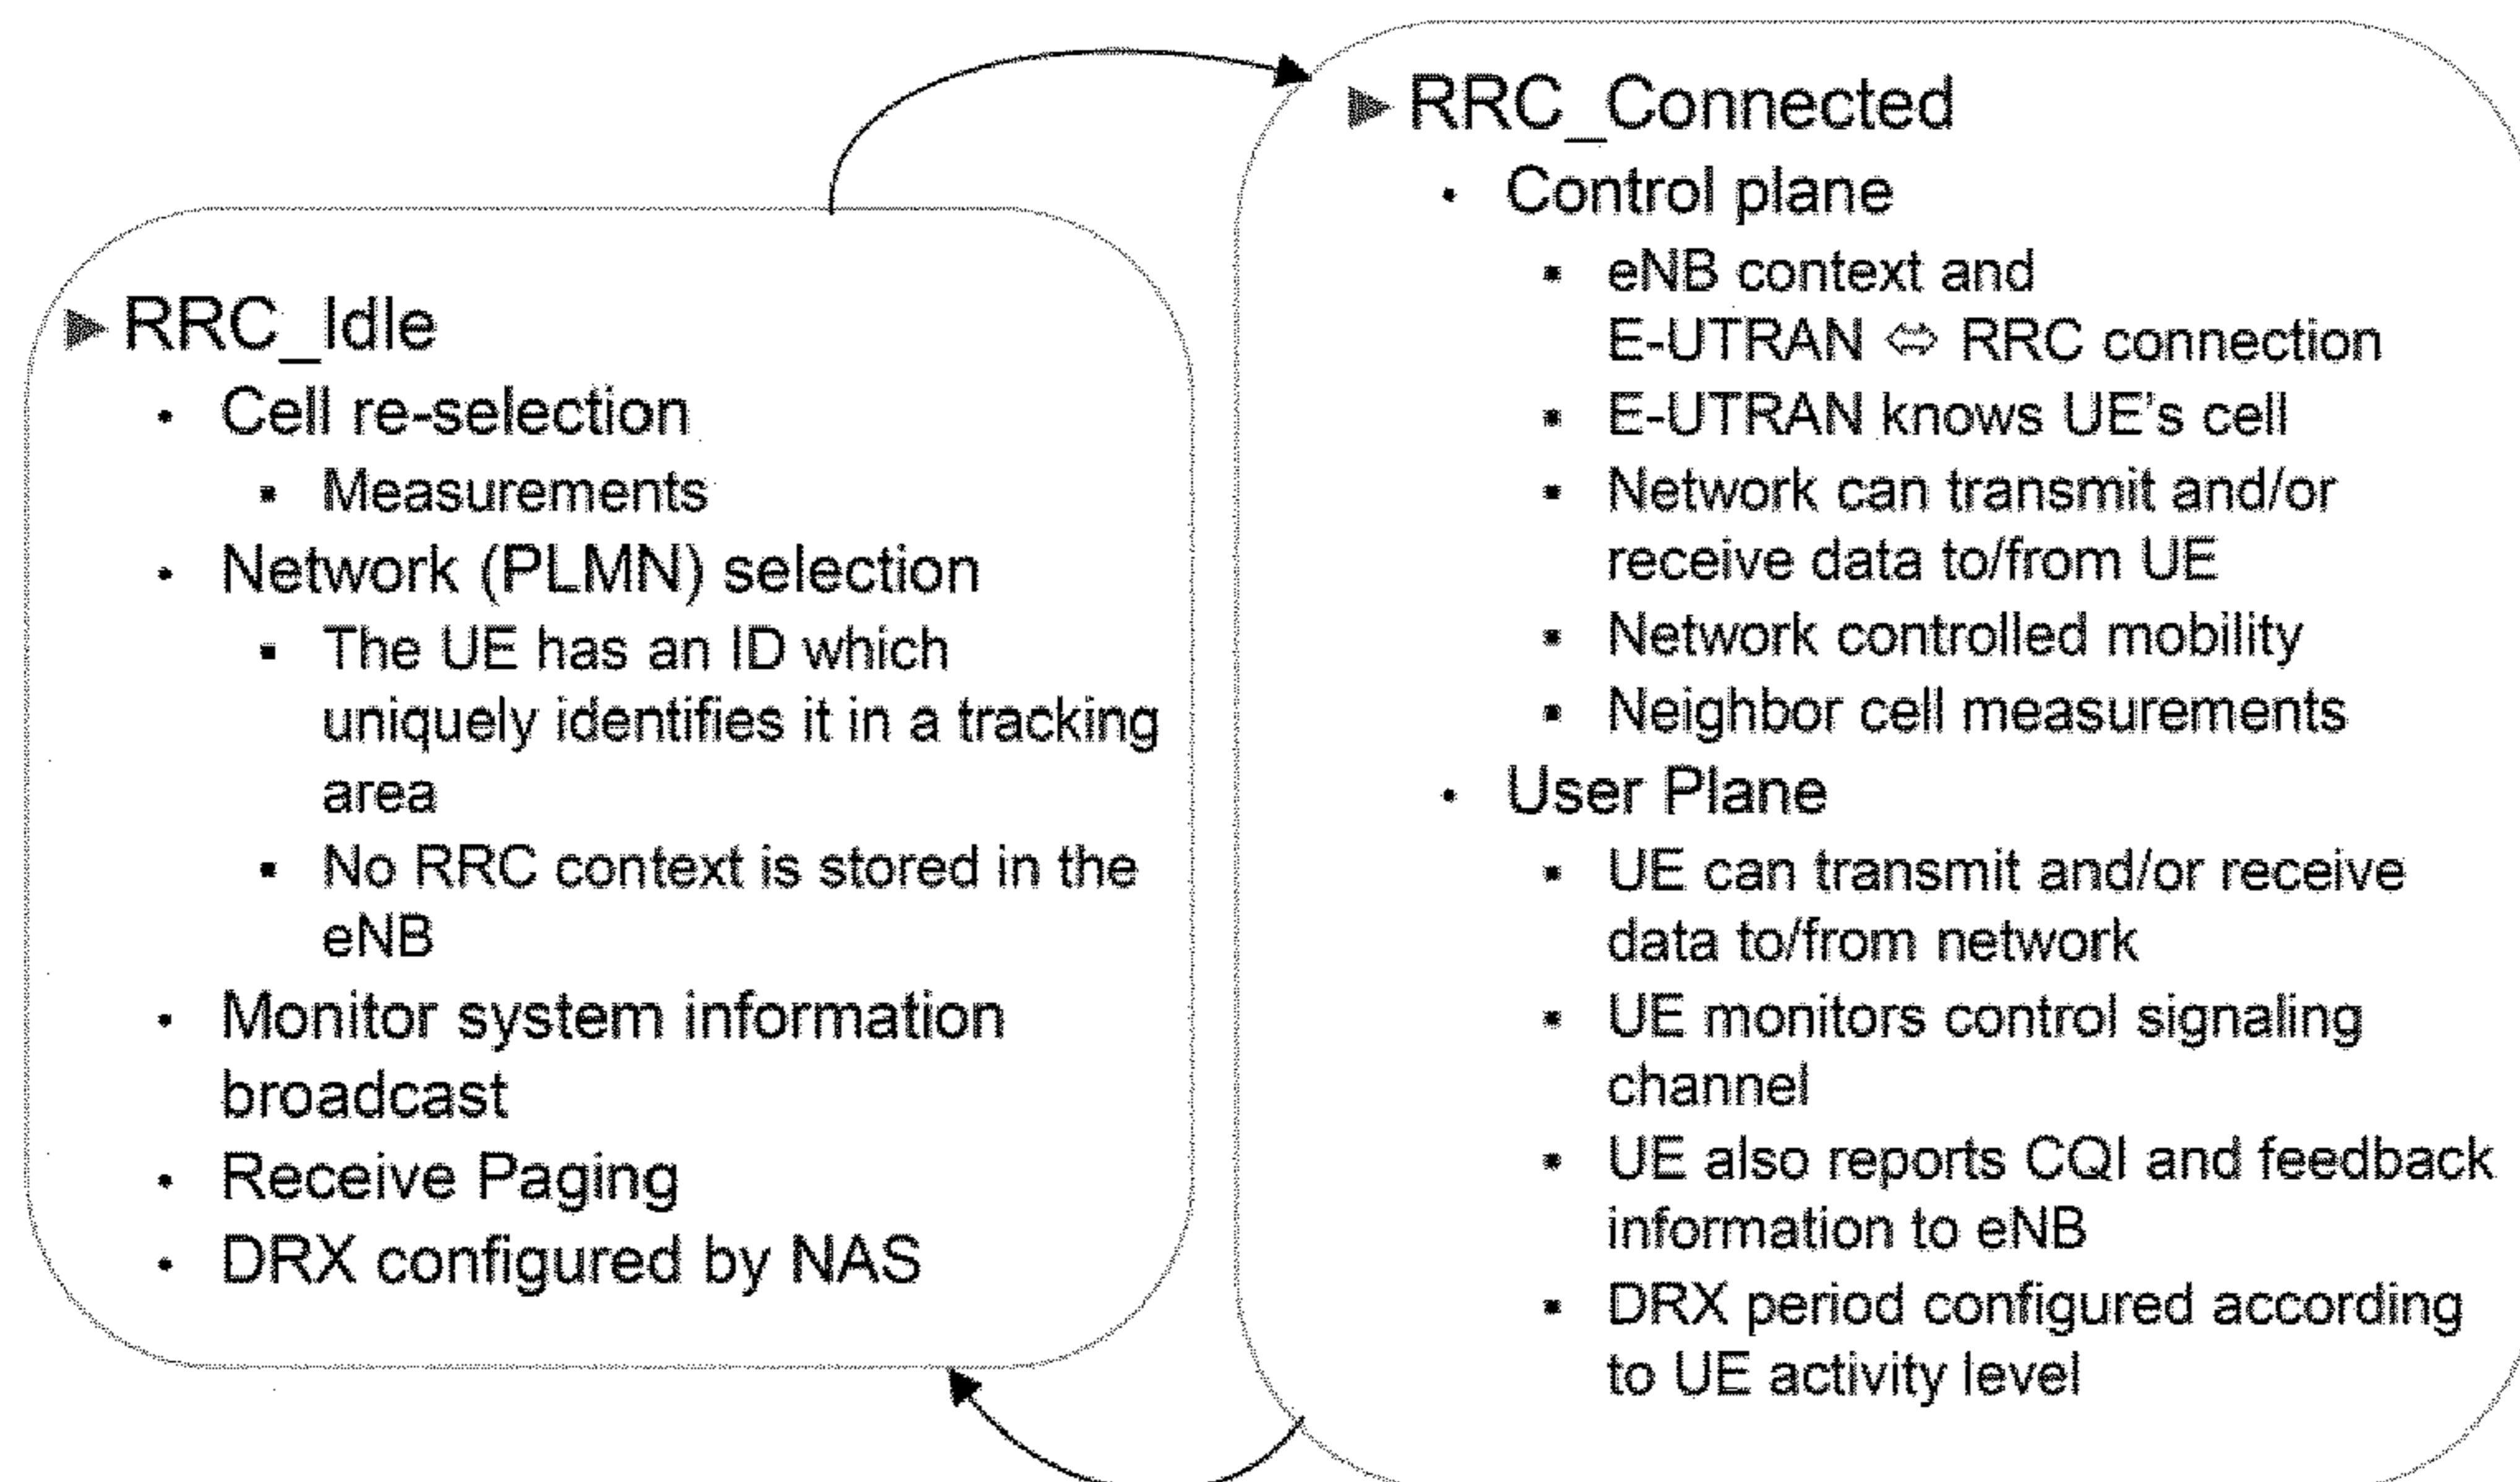 ► RRC_Idle
• Cell re-selection
▪ Measurements
• Network (PLMN) selection
▪ The UE has an ID which
uniquely identifies it in a tracking
area
▪ No RRC context is stored in the
eNB
• Monitor system information
broadcast
• Receive Paging
• DRX configured by NAS
► RRC_Connected
• Control plane
▪ eNB context and
E-UTRAN ⇔ RRC connection
▪ E-UTRAN knows UE's cell
▪ Network can transmit and/or
receive data to/from UE
▪ Network controlled mobility
▪ Neighbor cell measurements
• User Plane
▪ UE can transmit and/or receive
data to/from network
▪ UE monitors control signaling
channel
▪ UE also reports CQI and feedback
information to eNB
▪ DRX period configured according
to UE activity level